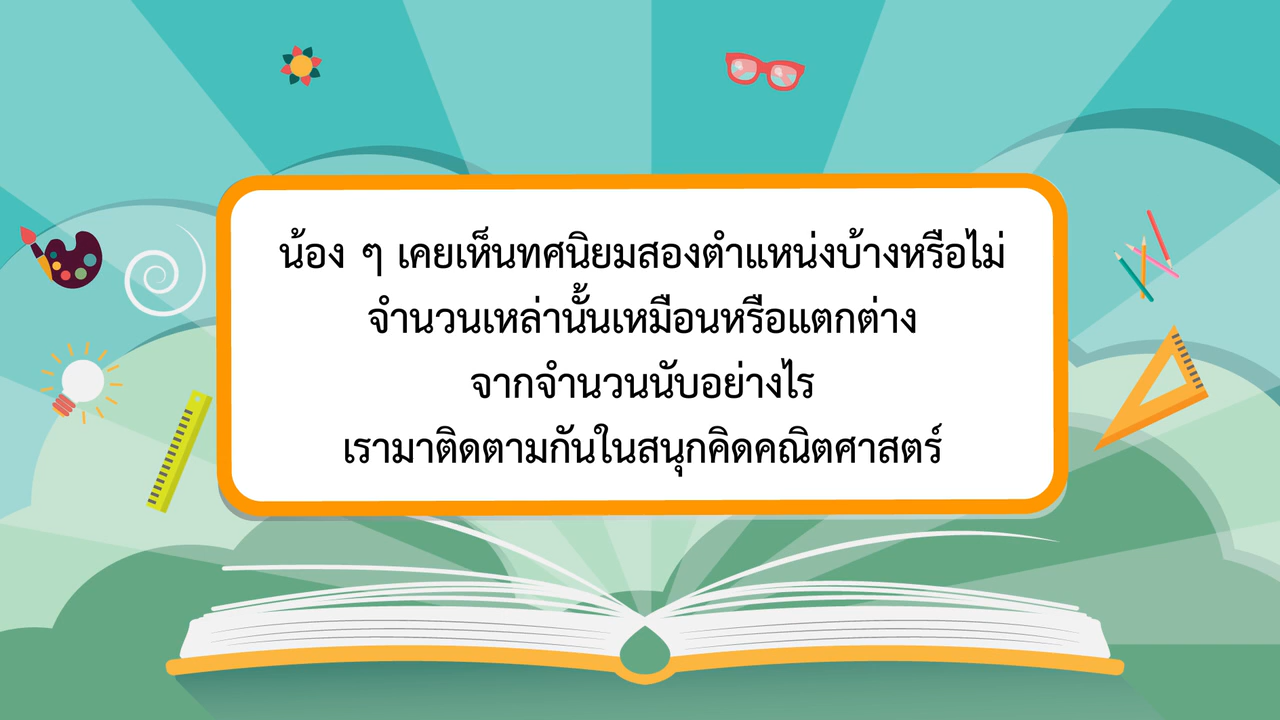 น้อง ๆ เคยเห็นทศนิยมสองตำแหน่งบ้างหรือไม่
จำนวนเหล่านั้นเหมือนหรือแตกต่าง
จากจำนวนนับอย่างไร
เรามาติดตามกันในสนุกคิดคณิตศาสตร์